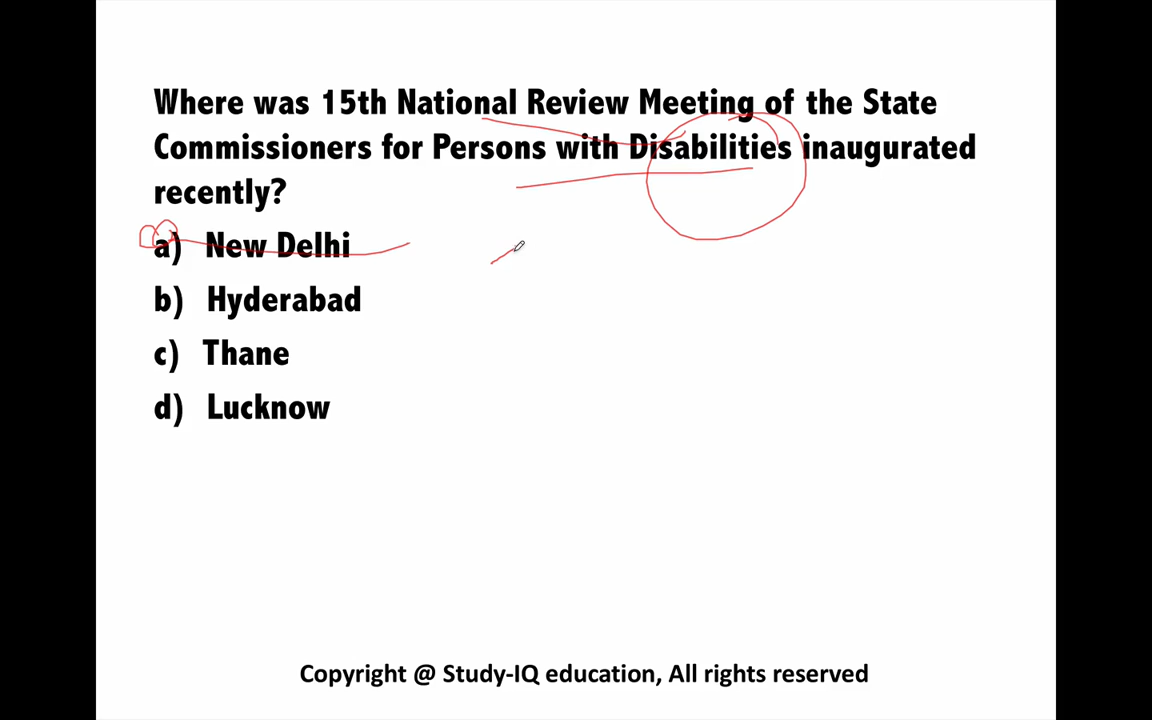 Where was 15th National Review Meeting of the State
Commissioners for Persons with Disabilities inaugurated
recently?
a) New Delhi
b) Hyderabad
c) Thane
d) Lucknow
Copyright @ Study-IQ education, All rights reserved